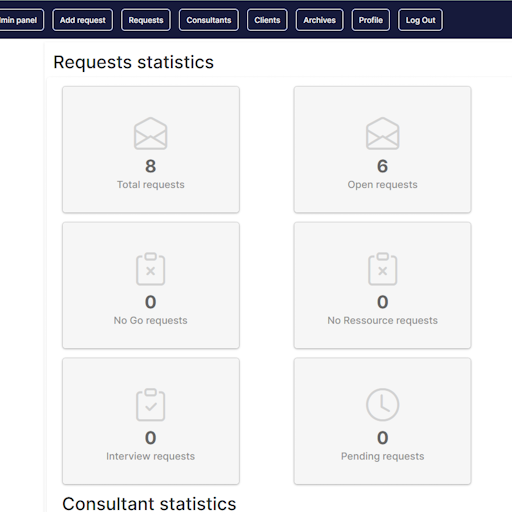 min panel Add request Requests Consultants Clients Archives Profile Log Out
Requests statistics
8
Total requests
6
Open requests
0
No Go requests
0
No Ressource requests
0
Interview requests
0
Pending requests
Consultant statistics